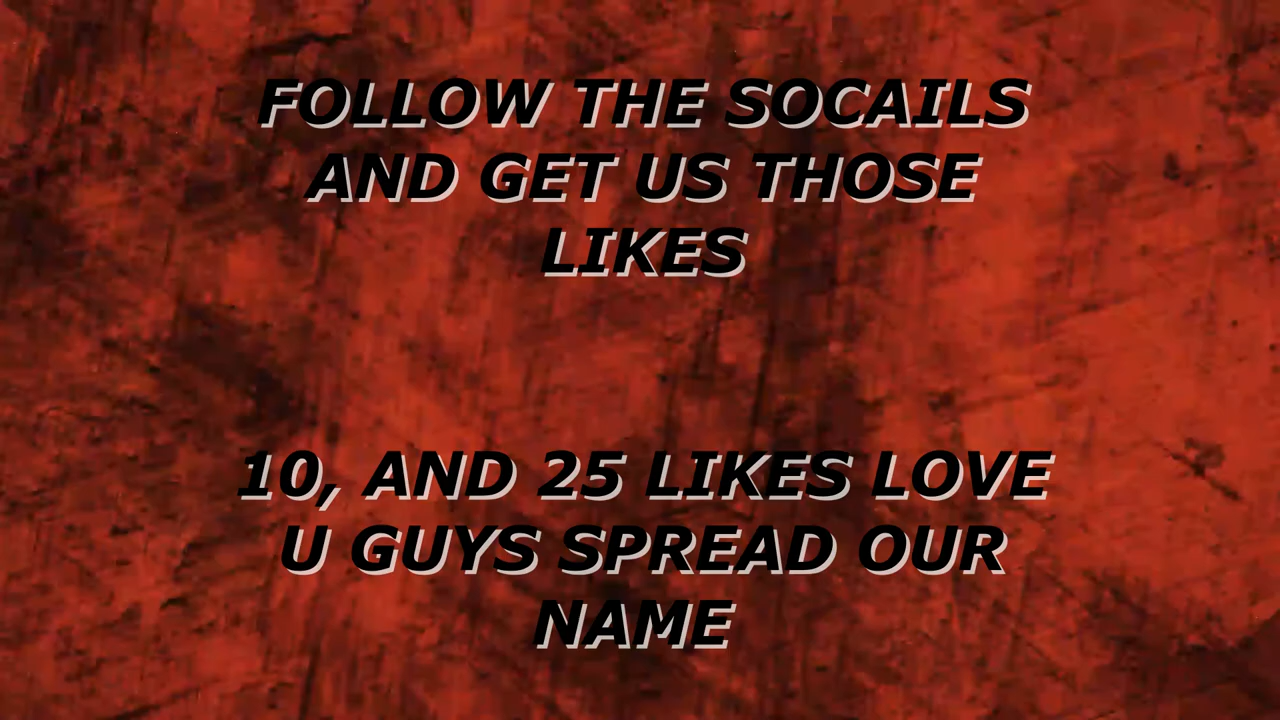 FOLLOW THE SOCAILS
AND GET US THOSE
LIKES
10, AND 25 LIKES LOVE
U GUYS SPREAD OUR
NAME